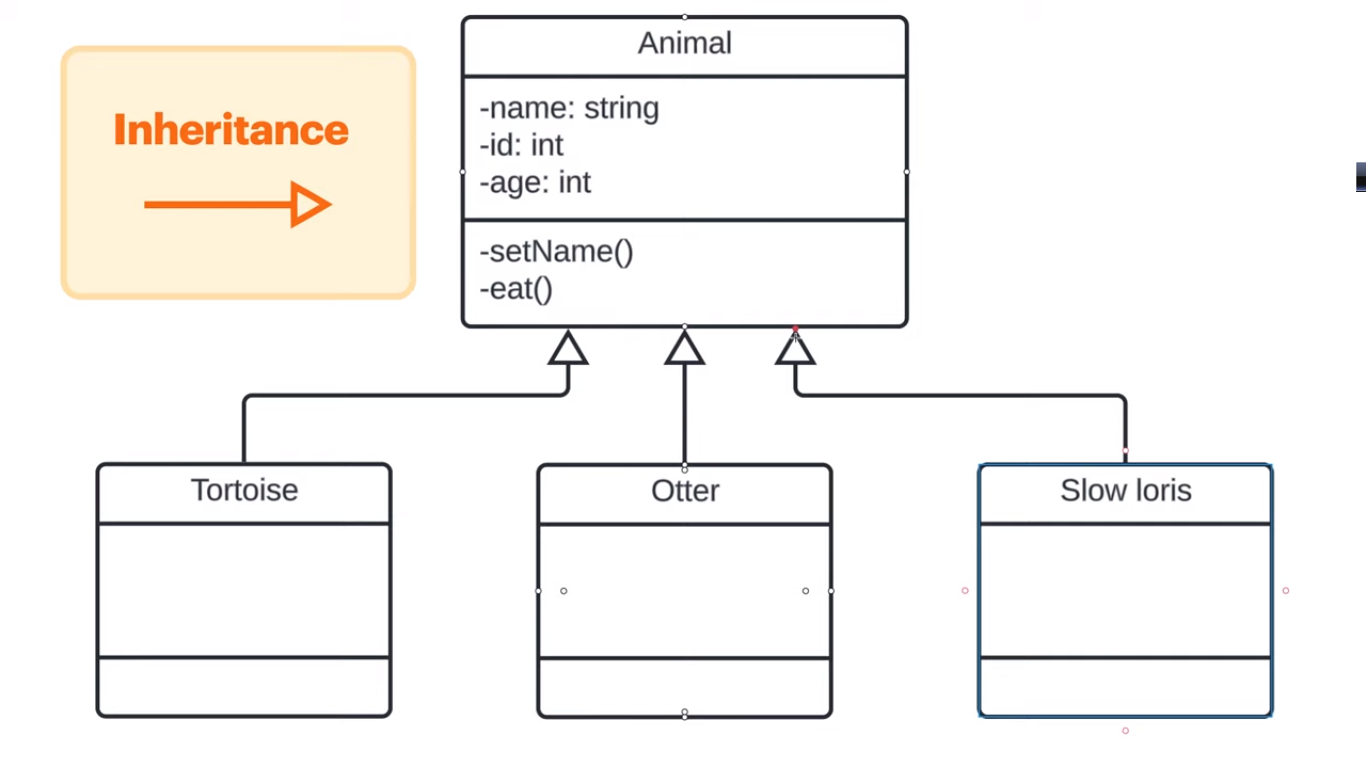 Inheritance
Animal
-name: string
-id: int
-age: int
-setName()
-eat()
Tortoise
Otter
Slow loris